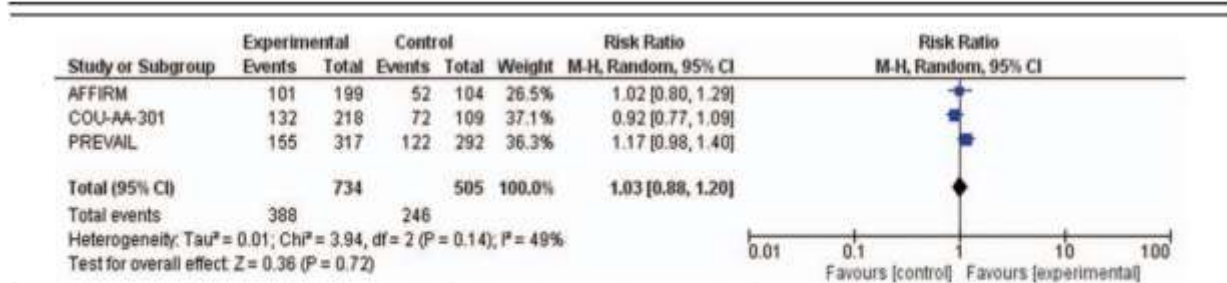 Experimental Control Risk Ratio Risk Ratio
Study or Subgroup Events Total Events Total Weight M-H, Random, 95% CI M-H, Random, 95% CI
AFFIRM 101 199 52 104 26.5% 1.02 [0.80, 1.29]
COU-AA-301 132 218 72 109 37.1% 0.92 [0.77, 1.09]
PREVAIL 155 317 122 292 36.3% 1.17 [0.98, 1.40]
Total (95% CI) 734 505 100.0% 1.03 [0.88, 1.20]
Total events 388 246
Heterogeneity: Tau² = 0.01; Chi² = 3.94, df = 2 (P = 0.14); I² = 49%
Test for overall effect: Z = 0.36 (P = 0.72)
0.01 0.1 1 10 100
Favours [control] Favours [experimental]